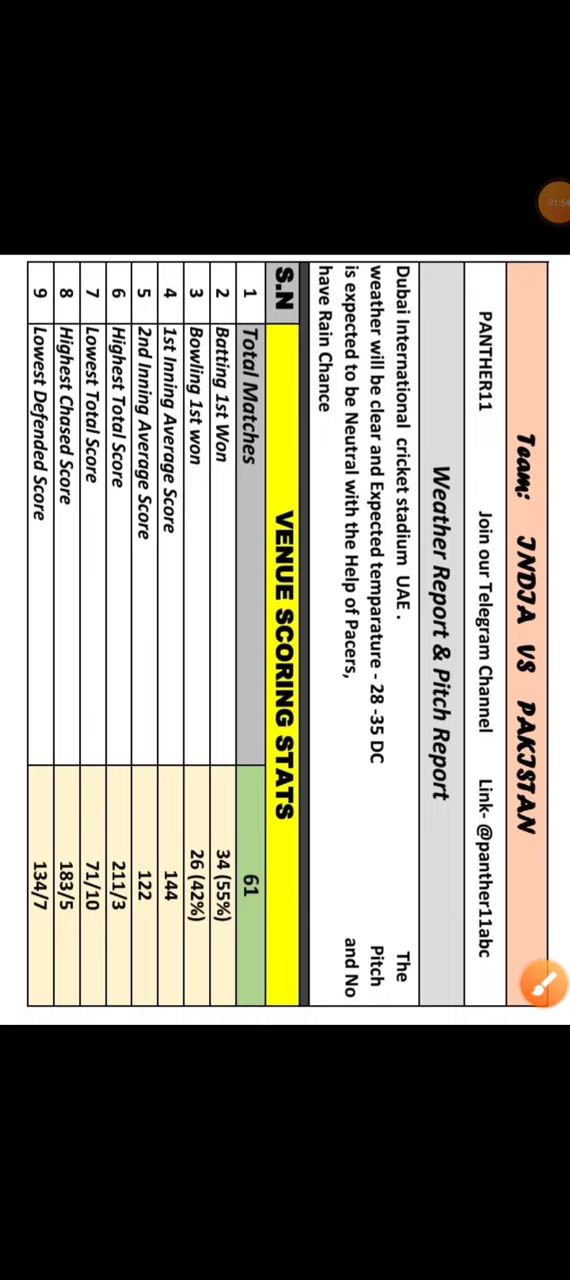 Team: INDIA VS PAKISTAN
PANTHER11 Join our Telegram Channel Link- @panther11abc
Weather Report & Pitch Report
Dubai International cricket stadium UAE . The
weather will be clear and Expected temparature - 28 -35 DC Pitch
is expected to be Neutral with the Help of Pacers, and No
have Rain Chance
S.N VENUE SCORING STATS
1 Total Matches 61
2 Batting 1st Won 34 (55%)
3 Bowling 1st won 26 (42%)
4 1st Inning Average Score 144
5 2nd Inning Average Score 122
6 Highest Total Score 211/3
7 Lowest Total Score 71/10
8 Highest Chased Score 183/5
9 Lowest Defended Score 134/7
01:54